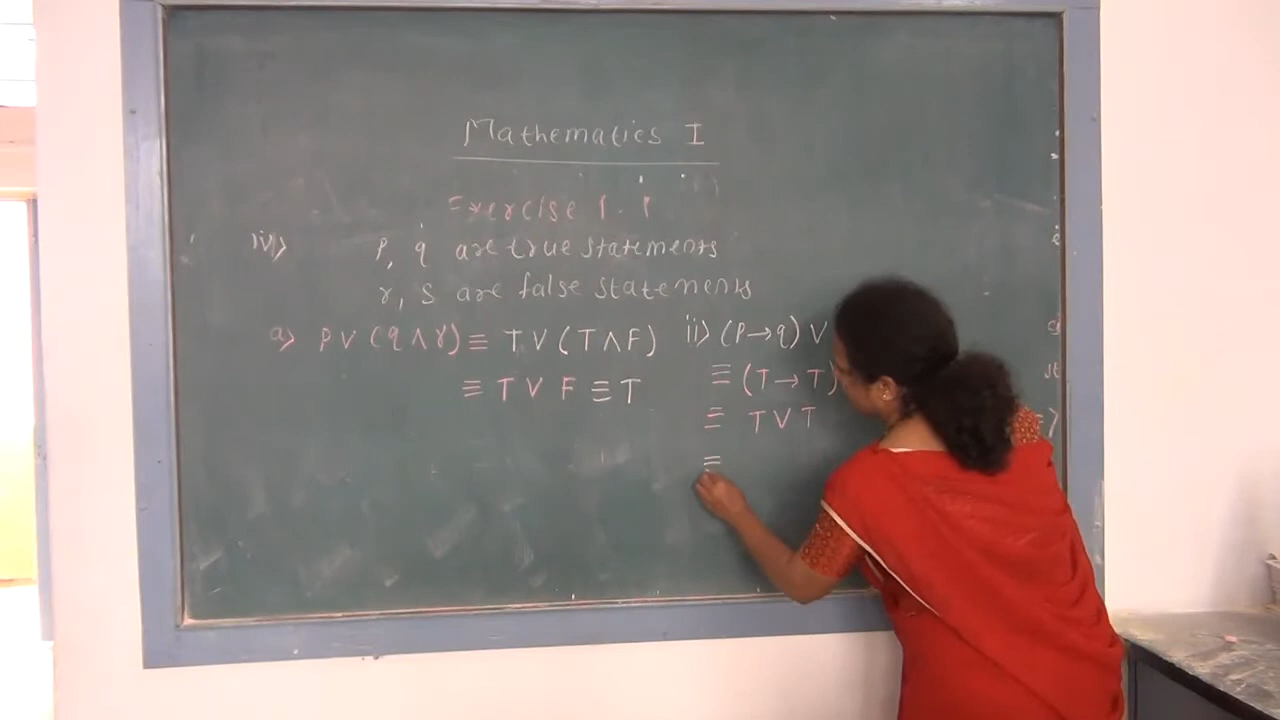 Mathematics I
Exercise 1.1
iv> p, q are true statements
r, s are false statements
a> p ∨ (q ∧ r) ≡ T ∨ (T ∧ F)
≡ T ∨ F ≡ T
ii> (p → q) ∨
≡ (T → T)
≡ T ∨ T
≡